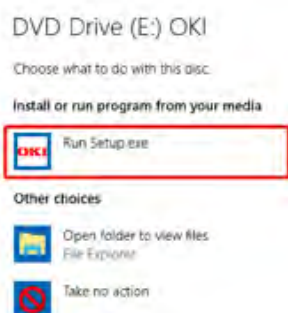 DVD Drive (E:) OKI
Choose what to do with this disc.
Install or run program from your media
OKI
Run Setup.exe
Other choices
Open folder to view files
File Explorer
Take no action